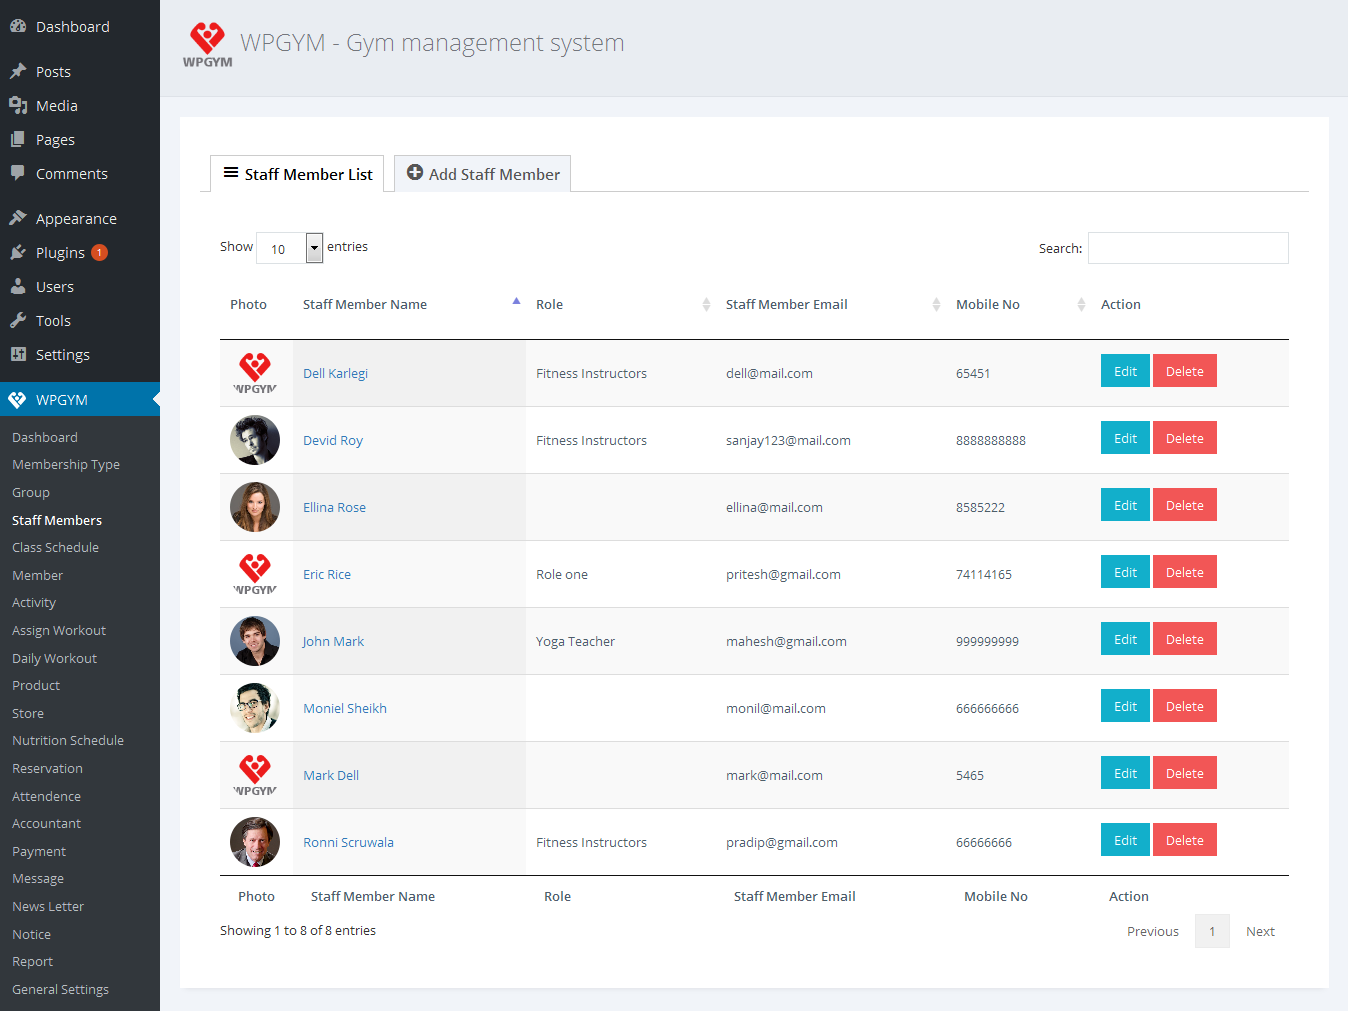 Dashboard
Posts
Media
Pages
Comments
Appearance
Plugins 1
Users
Tools
Settings
WPGYM
Dashboard
Membership Type
Group
Staff Members
Class Schedule
Member
Activity
Assign Workout
Daily Workout
Product
Store
Nutrition Schedule
Reservation
Attendence
Accountant
Payment
Message
News Letter
Notice
Report
General Settings
WPGYM
WPGYM - Gym management system
Staff Member List
Add Staff Member
Show 10 entries
Search:
Photo Staff Member Name Role Staff Member Email Mobile No Action
WPGYM Dell Karlegi Fitness Instructors dell@mail.com 65451 Edit Delete
Devid Roy Fitness Instructors sanjay123@mail.com 8888888888 Edit Delete
Ellina Rose ellina@mail.com 8585222 Edit Delete
WPGYM Eric Rice Role one pritesh@gmail.com 74114165 Edit Delete
John Mark Yoga Teacher mahesh@gmail.com 999999999 Edit Delete
Moniel Sheikh monil@mail.com 666666666 Edit Delete
WPGYM Mark Dell mark@mail.com 5465 Edit Delete
Ronni Scruwala Fitness Instructors pradip@gmail.com 66666666 Edit Delete
Photo Staff Member Name Role Staff Member Email Mobile No Action
Showing 1 to 8 of 8 entries
Previous 1 Next